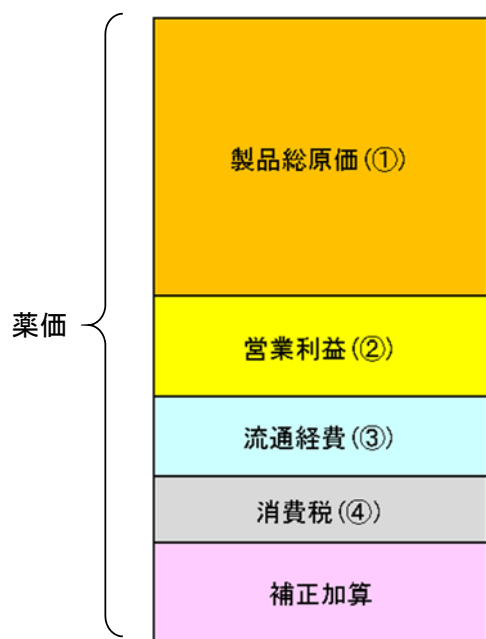 薬価
製品総原価(①)
営業利益(②)
流通経費(③)
消費税(④)
補正加算